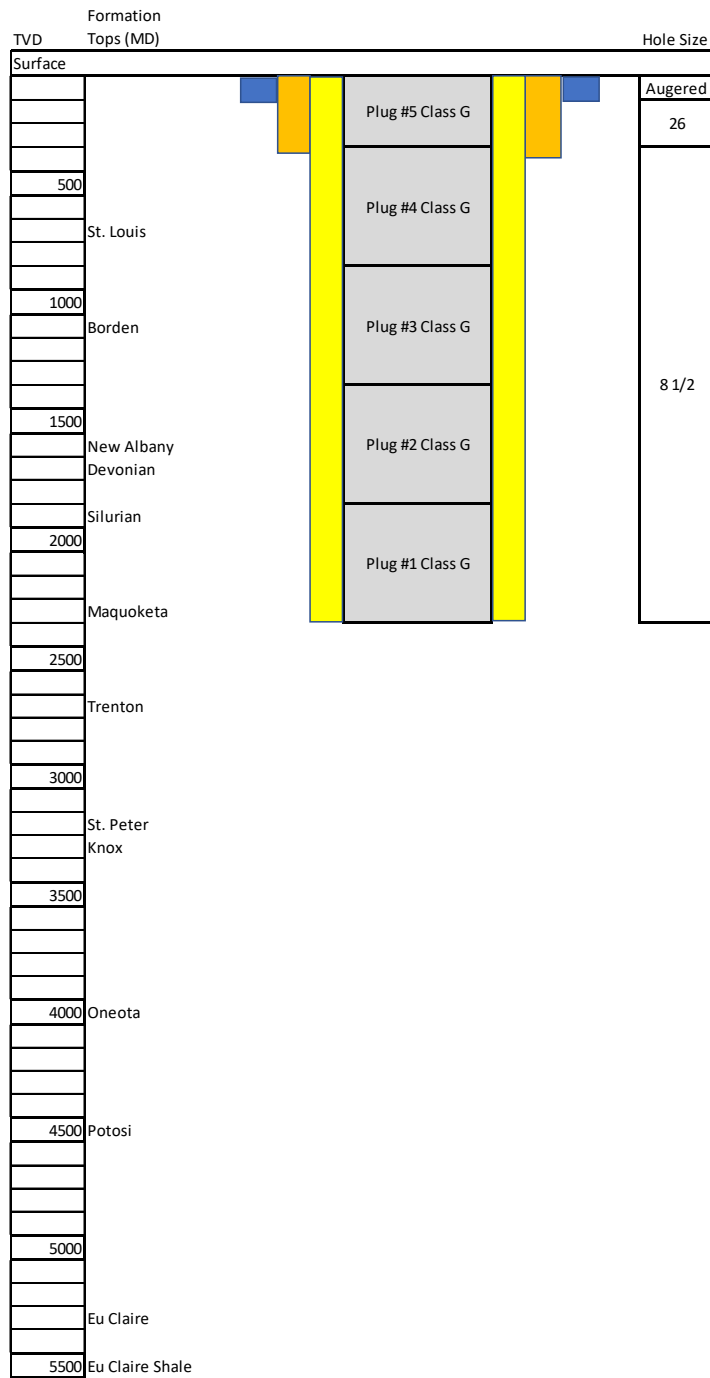 Formation
TVD Tops (MD) Hole Size
Surface
Augered
Plug #5 Class G
26
500
Plug #4 Class G
St. Louis
1000
Borden
Plug #3 Class G
8 1/2
1500
New Albany
Plug #2 Class G
Devonian
Silurian
2000
Plug #1 Class G
Maquoketa
2500
Trenton
3000
St. Peter
Knox
3500
4000 Oneota
4500 Potosi
5000
Eu Claire
5500 Eu Claire Shale